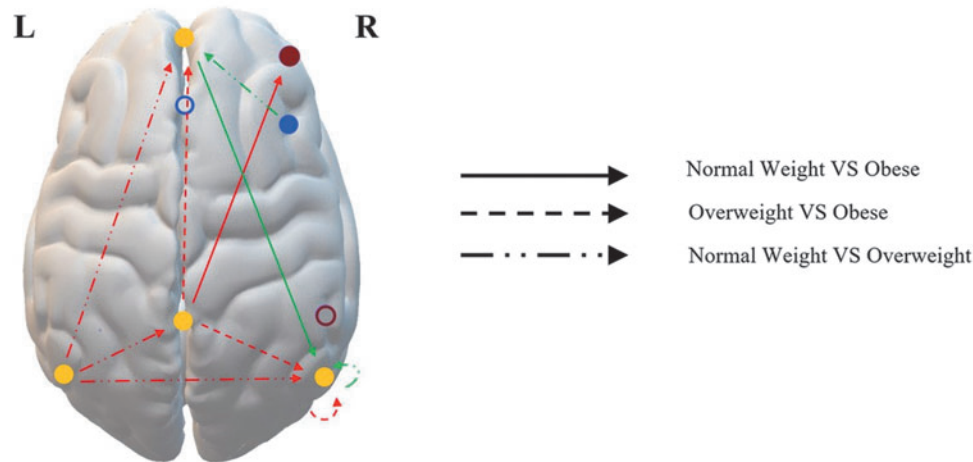 L R
Normal Weight VS Obese
Overweight VS Obese
Normal Weight VS Overweight